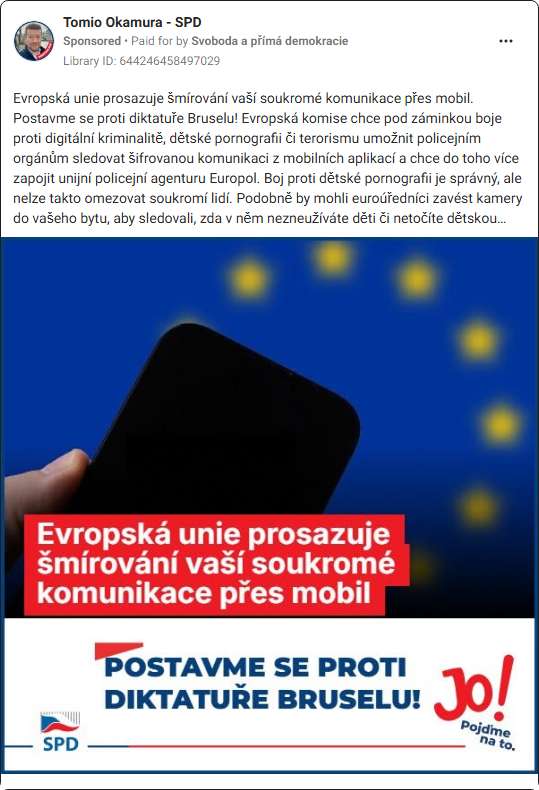 Tomio Okamura - SPD
Sponsored • Paid for by Svoboda a přímá demokracie
Library ID: 644246458497029
Evropská unie prosazuje šmírování vaší soukromé komunikace přes mobil.
Postavme se proti diktatuře Bruselu! Evropská komise chce pod záminkou boje
proti digitální kriminalitě, dětské pornografii či terorismu umožnit policejním
orgánům sledovat šifrovanou komunikaci z mobilních aplikací a chce do toho více
zapojit unijní policejní agenturu Europol. Boj proti dětské pornografii je správný, ale
nelze takto omezovat soukromí lidí. Podobně by mohli euroúředníci zavést kamery
do vašeho bytu, aby sledovali, zda v něm nezneužíváte děti či netočíte dětskou...
Evropská unie prosazuje
šmírování vaší soukromé
komunikace přes mobil
POSTAVME SE PROTI
DIKTATUŘE BRUSELU!
Jo!
Pojďme
na to.
SPD